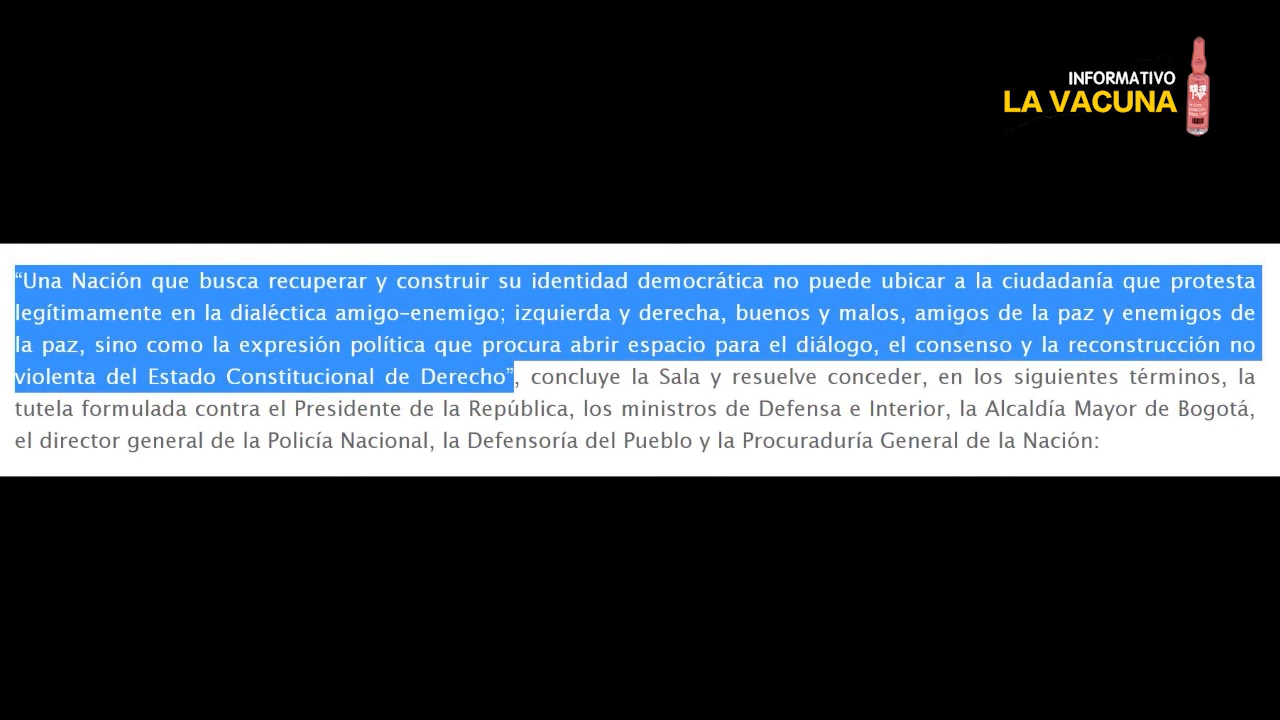 INFORMATIVO
LA VACUNA
“Una Nación que busca recuperar y construir su identidad democrática no puede ubicar a la ciudadanía que protesta
legítimamente en la dialéctica amigo–enemigo; izquierda y derecha, buenos y malos, amigos de la paz y enemigos de
la paz, sino como la expresión política que procura abrir espacio para el diálogo, el consenso y la reconstrucción no
violenta del Estado Constitucional de Derecho”, concluye la Sala y resuelve conceder, en los siguientes términos, la
tutela formulada contra el Presidente de la República, los ministros de Defensa e Interior, la Alcaldía Mayor de Bogotá,
el director general de la Policía Nacional, la Defensoría del Pueblo y la Procuraduría General de la Nación: